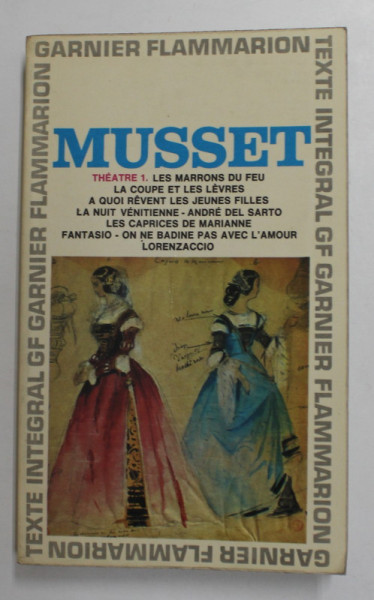 GARNIER FLAMMARION
TEXTE INTEGRAL GF GARNIER FLAMMARION
MUSSET
THÉATRE 1. LES MARRONS DU FEU
LA COUPE ET LES LÈVRES
A QUOI RÊVENT LES JEUNES FILLES
LA NUIT VÉNITIENNE - ANDRÉ DEL SARTO
LES CAPRICES DE MARIANNE
FANTASIO - ON NE BADINE PAS AVEC L'AMOUR
LORENZACCIO
TEXTE INTEGRAL GF GARNIER FLAMMARION
GARNIER FLAMMARION